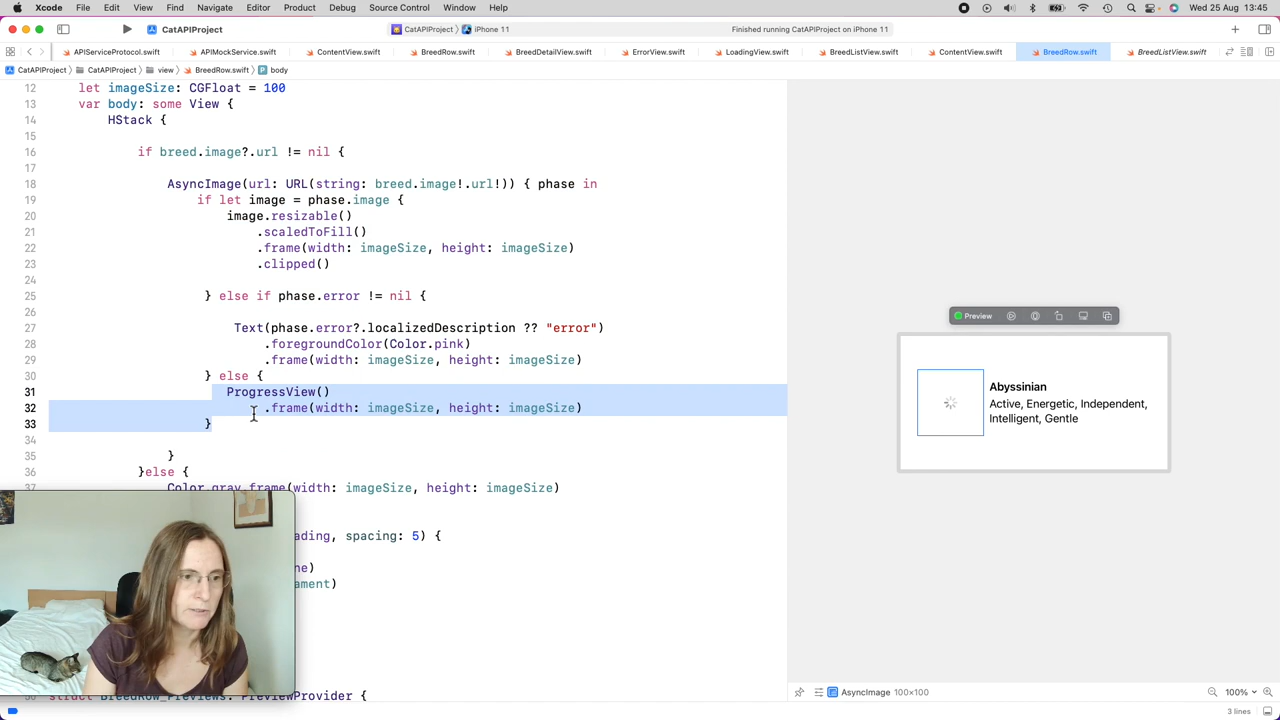 Xcode File Edit View Find Navigate Editor Product Debug Source Control Window Help
Wed 25 Aug 13:45
CatAPIProject
CatAPIProject 〉 iPhone 11
Finished running CatAPIProject on iPhone 11
APIServiceProtocol.swift APIMockService.swift ContentView.swift BreedRow.swift BreedDetailView.swift ErrorView.swift LoadingView.swift BreedListView.swift ContentView.swift BreedRow.swift BreedListView.swift
CatAPIProject 〉 CatAPIProject 〉 view 〉 BreedRow.swift 〉 P body
12 let imageSize: CGFloat = 100
13 var body: some View {
14 HStack {
15
16 if breed.image?.url != nil {
17
18 AsyncImage(url: URL(string: breed.image!.url!)) { phase in
19 if let image = phase.image {
20 image.resizable()
21 .scaledToFill()
22 .frame(width: imageSize, height: imageSize)
23 .clipped()
24
25 } else if phase.error != nil {
26
27 Text(phase.error?.localizedDescription ?? "error")
28 .foregroundColor(Color.pink)
29 .frame(width: imageSize, height: imageSize)
30 } else {
31 ProgressView()
32 .frame(width: imageSize, height: imageSize)
33 }
34
35 }
36 }else {
37 Color.gray.frame(width: imageSize, height: imageSize)
ading, spacing: 5) {
ne)
ament)
struct BreedRow_Previews: PreviewProvider {
Preview
Abyssinian
Active, Energetic, Independent,
Intelligent, Gentle
AsyncImage 100×100
100%
3 lines